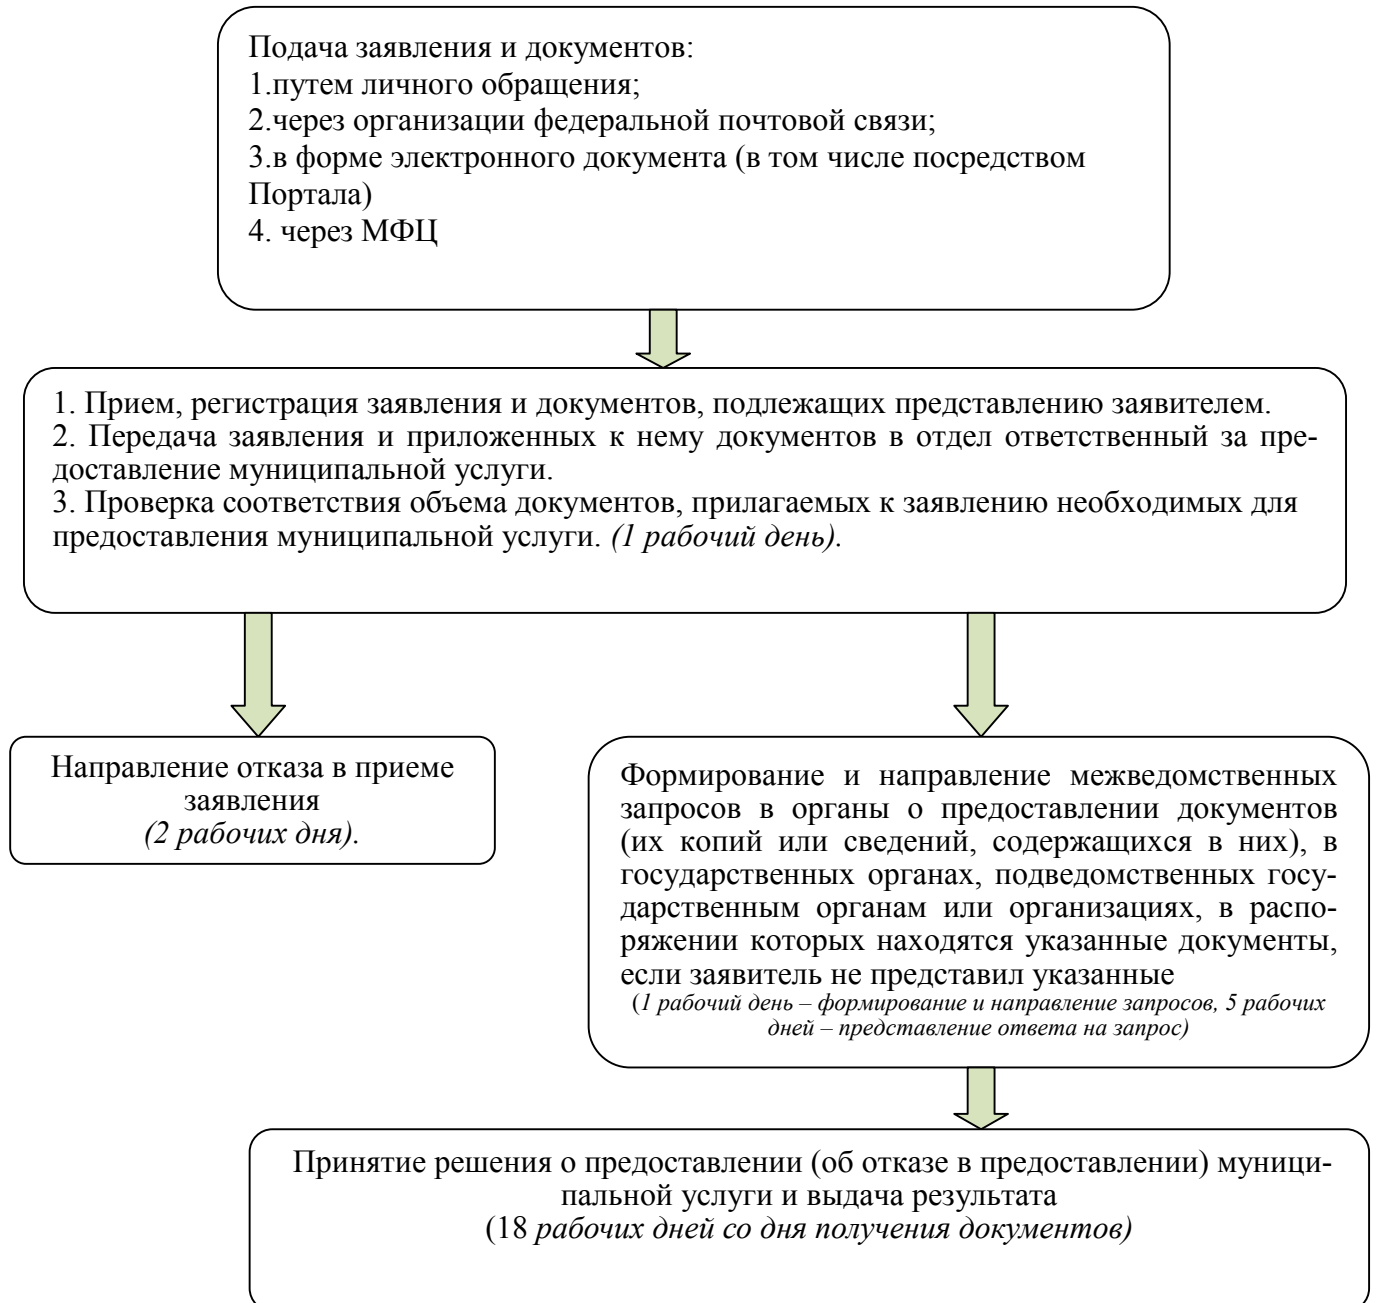 Подача заявления и документов:
1.путем личного обращения;
2.через организации федеральной почтовой связи;
3.в форме электронного документа (в том числе посредством
Портала)
4. через МФЦ
1. Прием, регистрация заявления и документов, подлежащих представлению заявителем.
2. Передача заявления и приложенных к нему документов в отдел ответственный за пре-
доставление муниципальной услуги.
3. Проверка соответствия объема документов, прилагаемых к заявлению необходимых для
предоставления муниципальной услуги. (1 рабочий день).
Направление отказа в приеме
заявления
(2 рабочих дня).
Формирование и направление межведомственных
запросов в органы о предоставлении документов
(их копий или сведений, содержащихся в них), в
государственных органах, подведомственных госу-
дарственным органам или организациях, в распо-
ряжении которых находятся указанные документы,
если заявитель не представил указанные
(1 рабочий день – формирование и направление запросов, 5 рабочих
дней – представление ответа на запрос)
Принятие решения о предоставлении (об отказе в предоставлении) муници-
пальной услуги и выдача результата
(18 рабочих дней со дня получения документов)